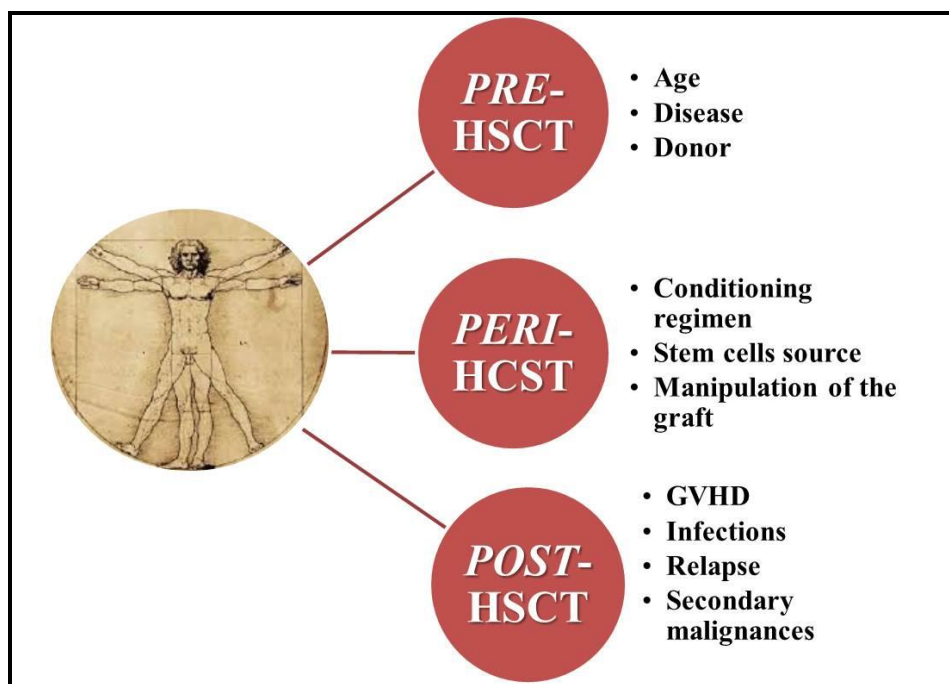 PRE-
HSCT
• Age
• Disease
• Donor
PERI-
HCST
• Conditioning
regimen
• Stem cells source
• Manipulation of the
graft
POST-
HSCT
• GVHD
• Infections
• Relapse
• Secondary
malignances